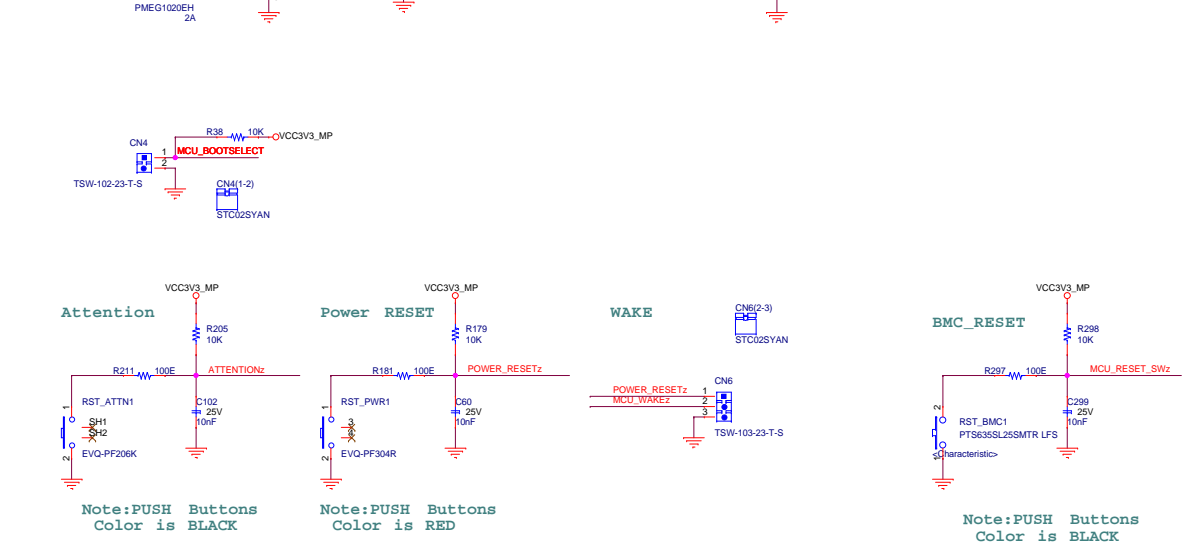 PMEG1020EH
2A
R38 10K VCC3V3_MP
CN4
1 MCU_BOOTSELECT
2
TSW-102-23-T-S
CN4(1-2)
STC02SYAN
VCC3V3_MP
Attention
R205
10K
R211 100E ATTENTIONz
RST_ATTN1
1
SH1
SH2
2
EVQ-PF206K
C102
25V
10nF
Note:PUSH Buttons
Color is BLACK
VCC3V3_MP
Power RESET
R179
10K
R181 100E POWER_RESETz
RST_PWR1
1
3
2
EVQ-PF304R
C60
25V
10nF
Note:PUSH Buttons
Color is RED
WAKE
CN6(2-3)
STC02SYAN
CN6
POWER_RESETz 1
MCU_WAKEz 2
3
TSW-103-23-T-S
VCC3V3_MP
BMC_RESET
R298
10K
R297 100E MCU_RESET_SWz
2
RST_BMC1
PTS635SL25SMTR LFS
<Characteristic>
1
C299
25V
10nF
Note:PUSH Buttons
Color is BLACK